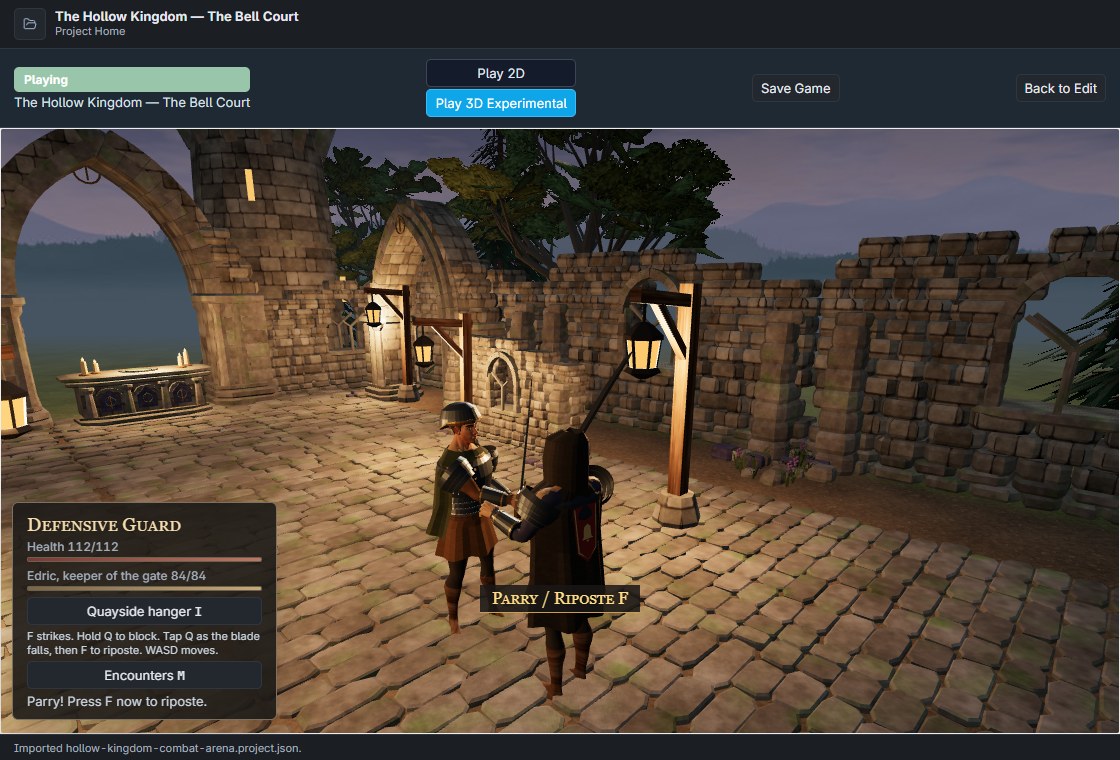 The Hollow Kingdom — The Bell Court
Project Home
Playing
The Hollow Kingdom — The Bell Court
Play 2D
Play 3D Experimental
Save Game
Back to Edit
Defensive Guard
Health 112/112
Edric, keeper of the gate 84/84
Quayside hanger I
F strikes. Hold Q to block. Tap Q as the blade
falls, then F to riposte. WASD moves.
Encounters M
Parry! Press F now to riposte.
Parry / Riposte F
Imported hollow-kingdom-combat-arena.project.json.